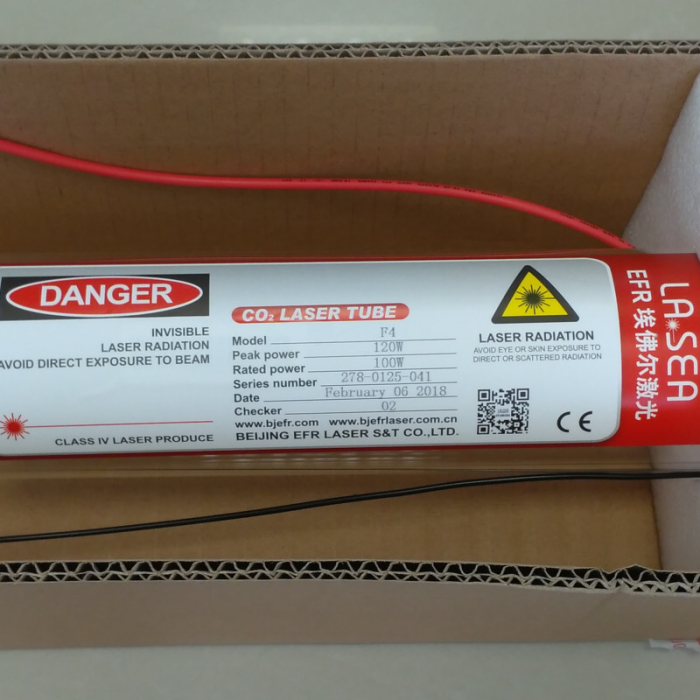 DANGER
INVISIBLE
LASER RADIATION
AVOID DIRECT EXPOSURE TO BEAM
CLASS IV LASER PRODUCE
CO₂ LASER TUBE
Model F4
Peak power 120W
Rated power 100W
Series number 278-0125-041
Date February 06 2018
Checker 02
www.bjefr.com www.bjefrlaser.com.cn
BEIJING EFR LASER S&T CO.,LTD.
LASER RADIATION
AVOID EYE OR SKIN EXPOSURE TO
DIRECT OR SCATTERED RADIATION
CE
LASEA
EFR 埃佛尔激光